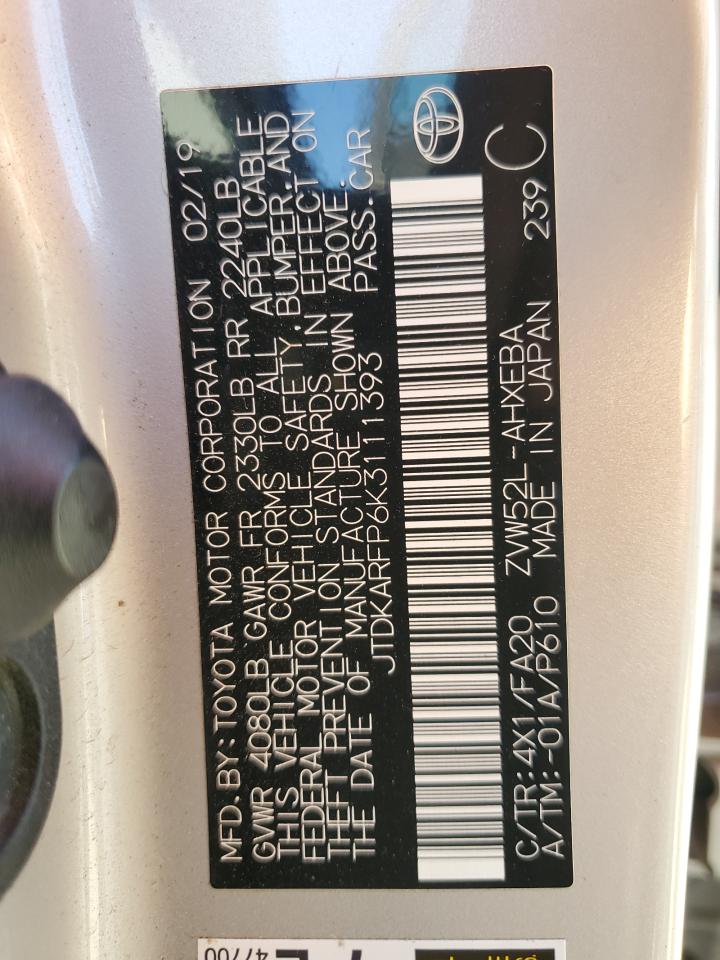 MFD. BY: TOYOTA MOTOR CORPORATION 02/19
GVWR 4080LB GAWR FR 2330LB RR 2240LB
THIS VEHICLE CONFORMS TO ALL APPLICABLE
FEDERAL MOTOR VEHICLE SAFETY, BUMPER, AND
THEFT PREVENTION STANDARDS IN EFFECT ON
THE DATE OF MANUFACTURE SHOWN ABOVE.
JTDKARFP6K3111393 PASS. CAR
C/TR: 4X1/FA20 ZVW52L-AHXEBA
A/TM: -01A/P610 MADE IN JAPAN 239 C
47700